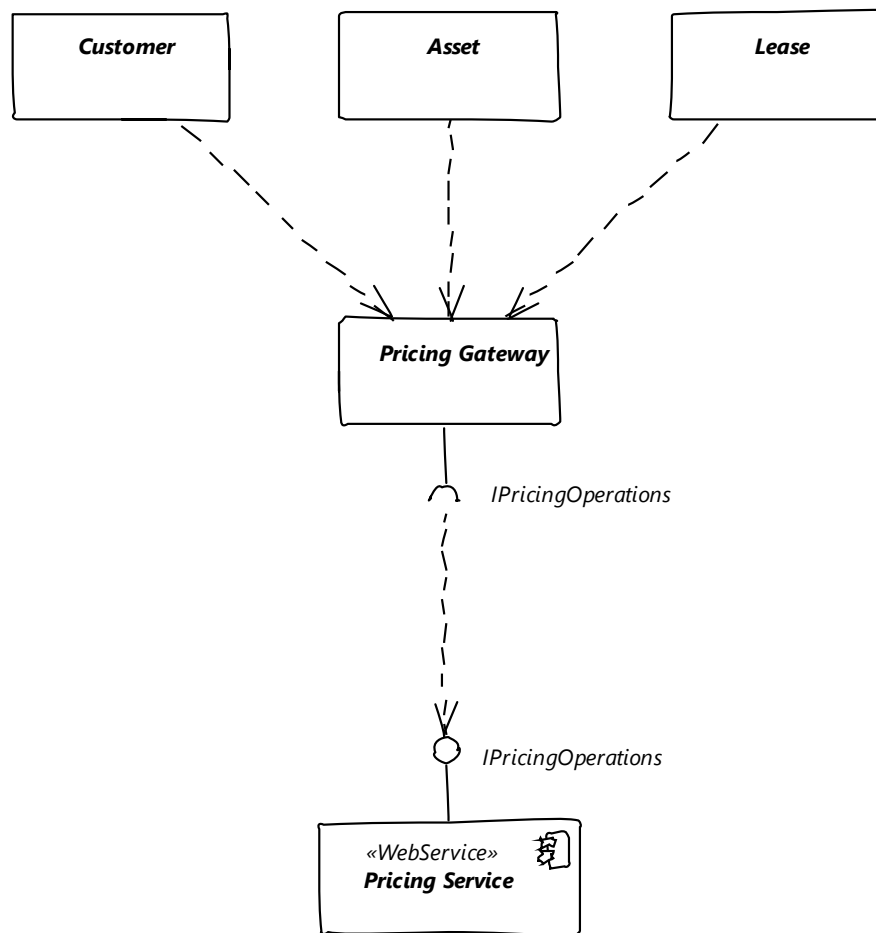 Customer
Asset
Lease
Pricing Gateway
IPricingOperations
IPricingOperations
«WebService»
Pricing Service